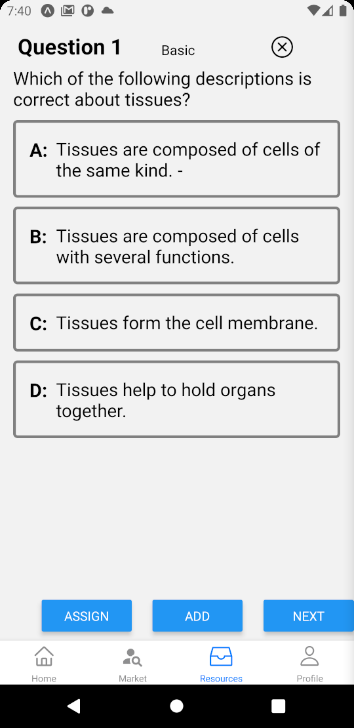 7:40
Question 1 Basic
Which of the following descriptions is
correct about tissues?
A: Tissues are composed of cells of
the same kind. -
B: Tissues are composed of cells
with several functions.
C: Tissues form the cell membrane.
D: Tissues help to hold organs
together.
ASSIGN ADD NEXT
Home Market Resources Profile